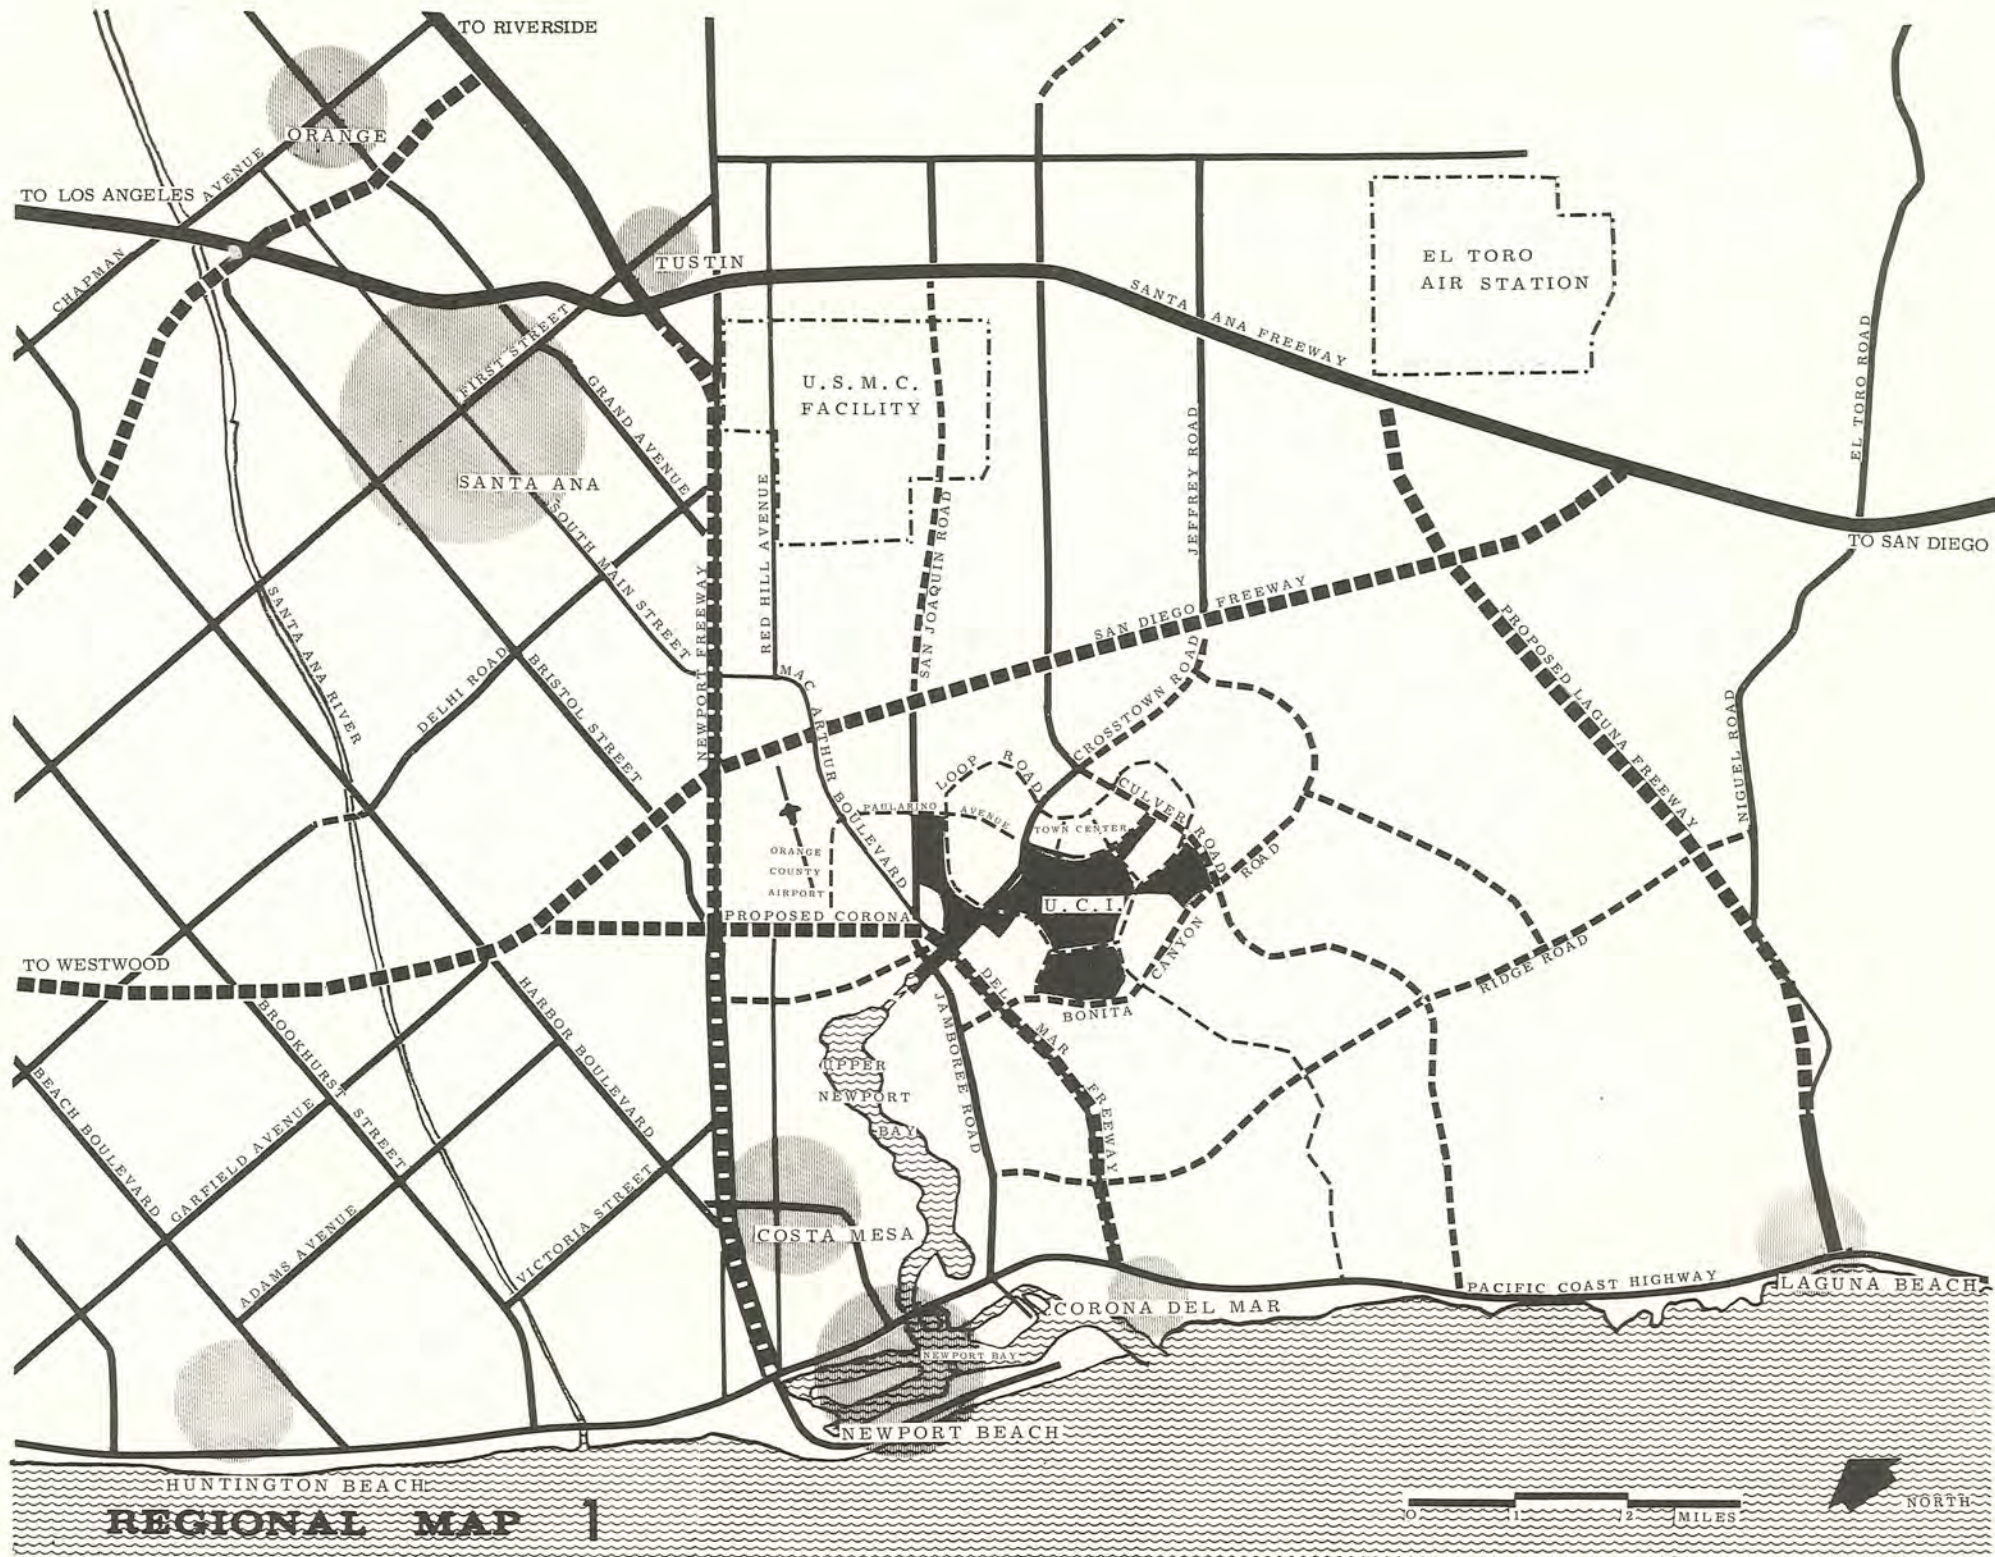 TO RIVERSIDE
ORANGE
TO LOS ANGELES
CHAPMAN AVENUE
TUSTIN
EL TORO
AIR STATION
SANTA ANA FREEWAY
EL TORO ROAD
FIRST STREET
GRAND AVENUE
U.S.M.C.
FACILITY
JEFFREY ROAD
SANTA ANA
SOUTH MAIN STREET
RED HILL AVENUE
SAN JOAQUIN ROAD
TO SAN DIEGO
SANTA ANA RIVER
NEWPORT FREEWAY
SAN DIEGO FREEWAY
PROPOSED LAGUNA FREEWAY
DELHI ROAD
BRISTOL STREET
MAC ARTHUR BOULEVARD
CROSSTOWN ROAD
NIGUEL ROAD
LOOP ROAD
CULVER ROAD
PAULARINO AVENUE
TOWN CENTER
ORANGE
COUNTY
AIRPORT
U.C.I.
CANYON ROAD
PROPOSED CORONA
DEL MAR FREEWAY
TO WESTWOOD
RIDGE ROAD
BONITA
HARBOR BOULEVARD
BROOKHURST STREET
JAMBOREE ROAD
UPPER
NEWPORT
BAY
BEACH BOULEVARD
GARFIELD AVENUE
ADAMS AVENUE
VICTORIA STREET
COSTA MESA
PACIFIC COAST HIGHWAY
LAGUNA BEACH
CORONA DEL MAR
NEWPORT BAY
NEWPORT BEACH
HUNTINGTON BEACH
REGIONAL MAP 1
0 1 2 MILES
NORTH